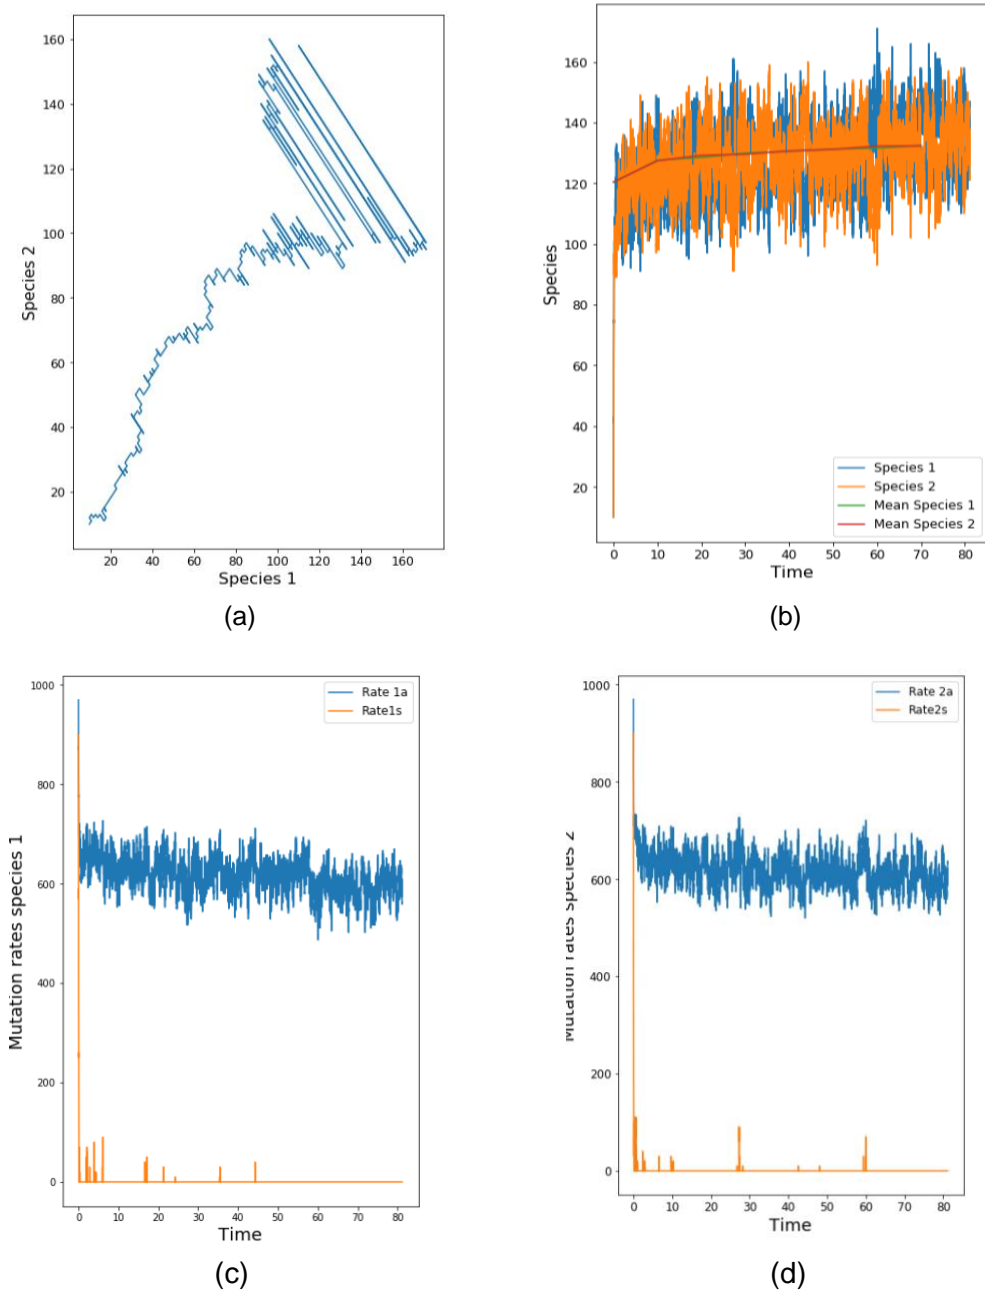 160
140
120
100
80
60
40
20
Species 2
20 40 60 80 100 120 140 160
Species 1
(a)
160
140
120
100
80
60
40
20
Species
Species 1
Species 2
Mean Species 1
Mean Species 2
0 10 20 30 40 50 60 70 80
Time
(b)
1000
800
600
400
200
0
Mutation rates species 1
Rate 1a
Rate1s
0 10 20 30 40 50 60 70 80
Time
(c)
1000
800
600
400
200
0
Mutation rates species 2
Rate 2a
Rate2s
0 10 20 30 40 50 60 70 80
Time
(d)